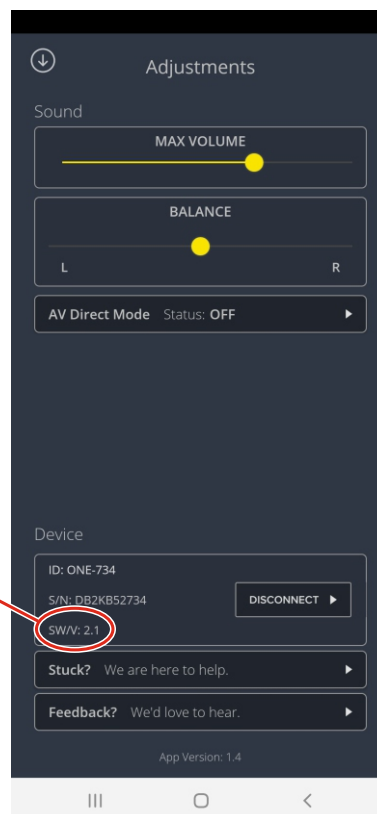 Adjustments
Sound
MAX VOLUME
BALANCE
L R
AV Direct Mode Status: OFF
Device
ID: ONE-734
S/N: DB2KB52734
DISCONNECT
SW/V: 2.1
Stuck? We are here to help.
Feedback? We'd love to hear.
App Version: 1.4